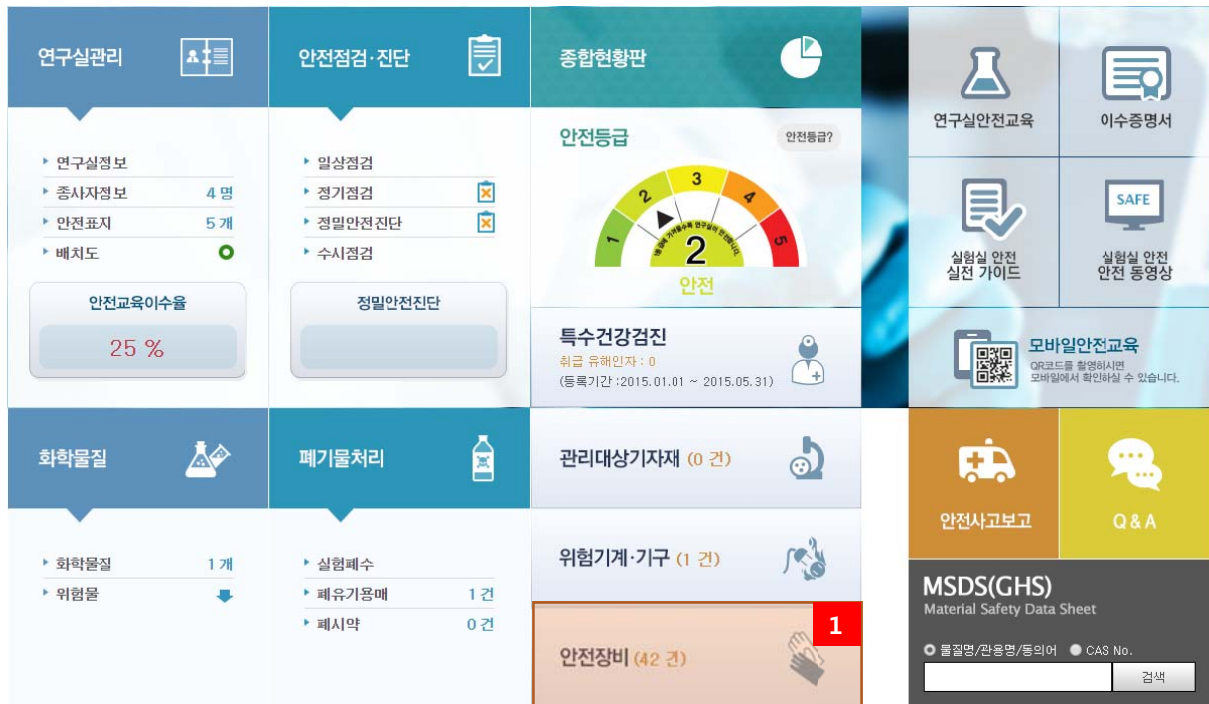 연구실관리
연구실정보
종사자정보 4 명
안전표지 5 개
배치도
안전교육이수율
25 %
안전점검·진단
일상점검
정기점검
정밀안전진단
수시점검
정밀안전진단
종합현황판
안전등급
안전등급?
1
2
3
4
5
2
안전
특수건강검진
취급 유해인자 : 0
(등록기간 :2015.01.01 ~ 2015.05.31)
연구실안전교육
이수증명서
실험실 안전
실전 가이드
SAFE
실험실 안전
안전 동영상
모바일안전교육
QR코드를 촬영하시면
모바일에서 확인하실 수 있습니다.
화학물질
화학물질 1 개
위험물
폐기물처리
실험폐수
폐유기용매 1 건
폐시약 0 건
관리대상기자재 (0 건)
위험기계·기구 (1 건)
안전장비 (42 건)
1
안전사고보고
Q & A
MSDS(GHS)
Material Safety Data Sheet
물질명/관용명/동의어 CAS No.
검색